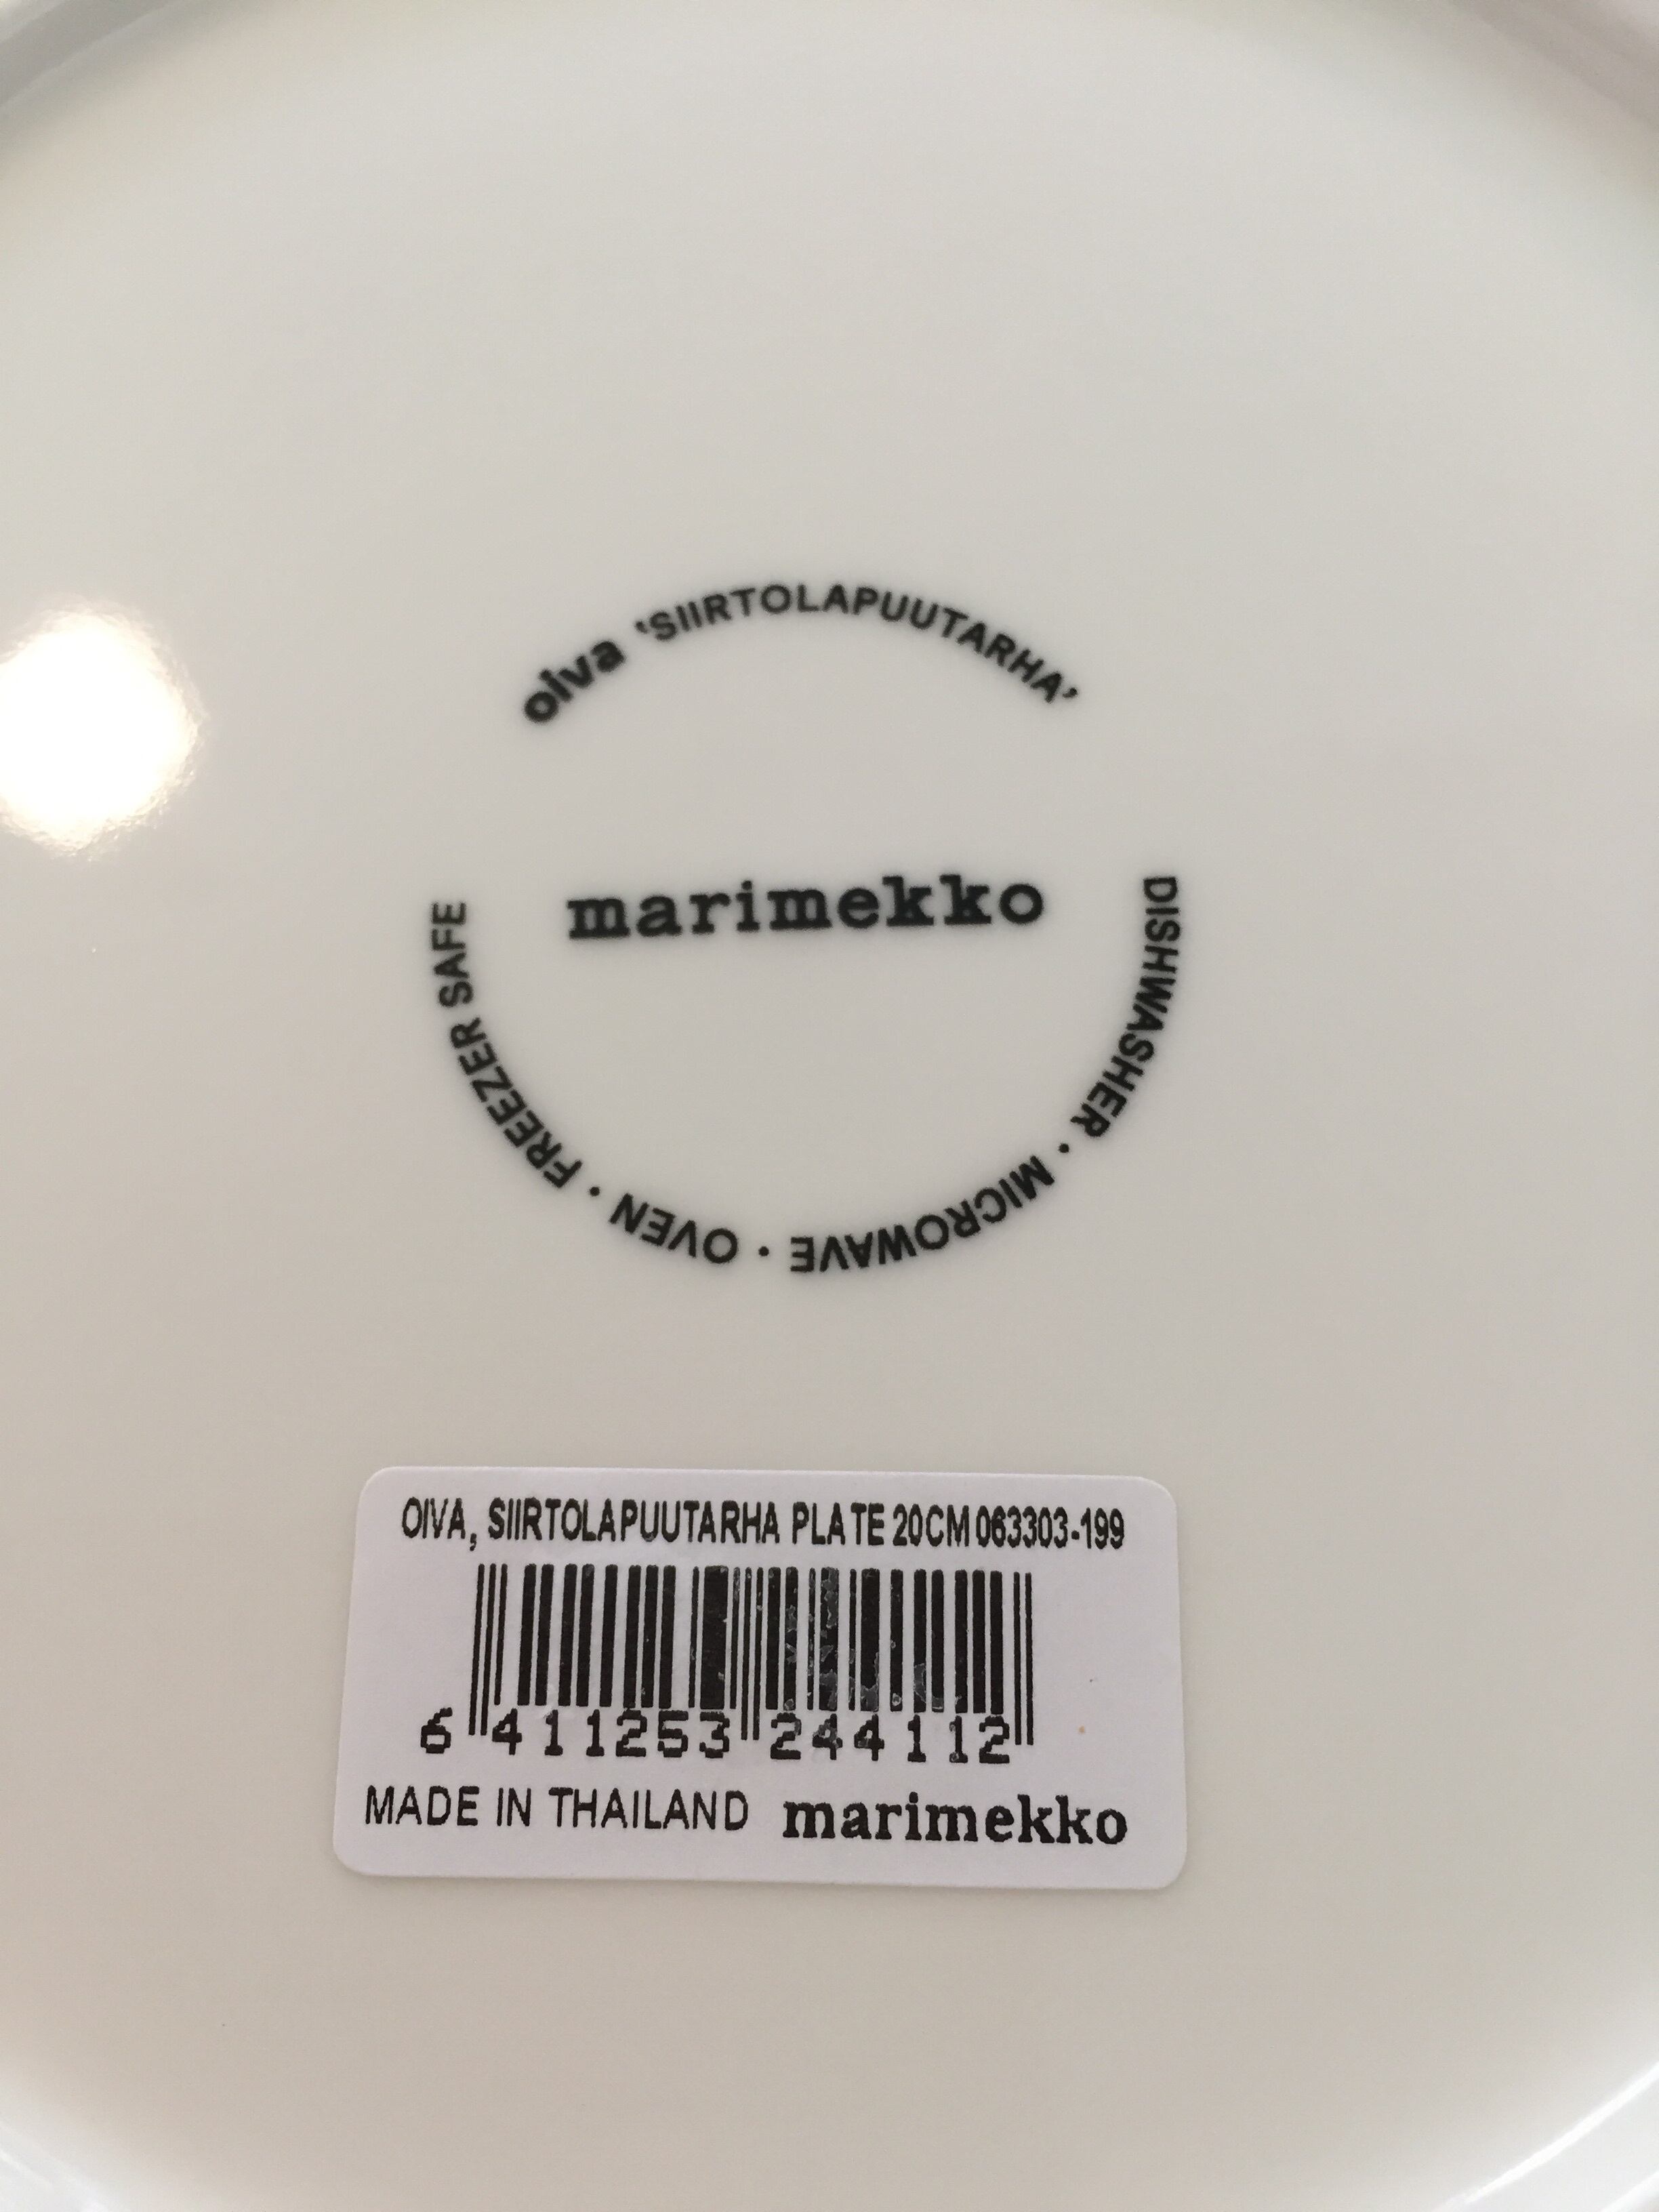 oiva 'SIIRTOLAPUUTARHA'
marimekko
DISHWASHER · MICROWAVE · OVEN · FREEZER SAFE
OIVA, SIIRTOLAPUUTARHA PLATE 20CM 063303-199
6 411253 244112
MADE IN THAILAND marimekko